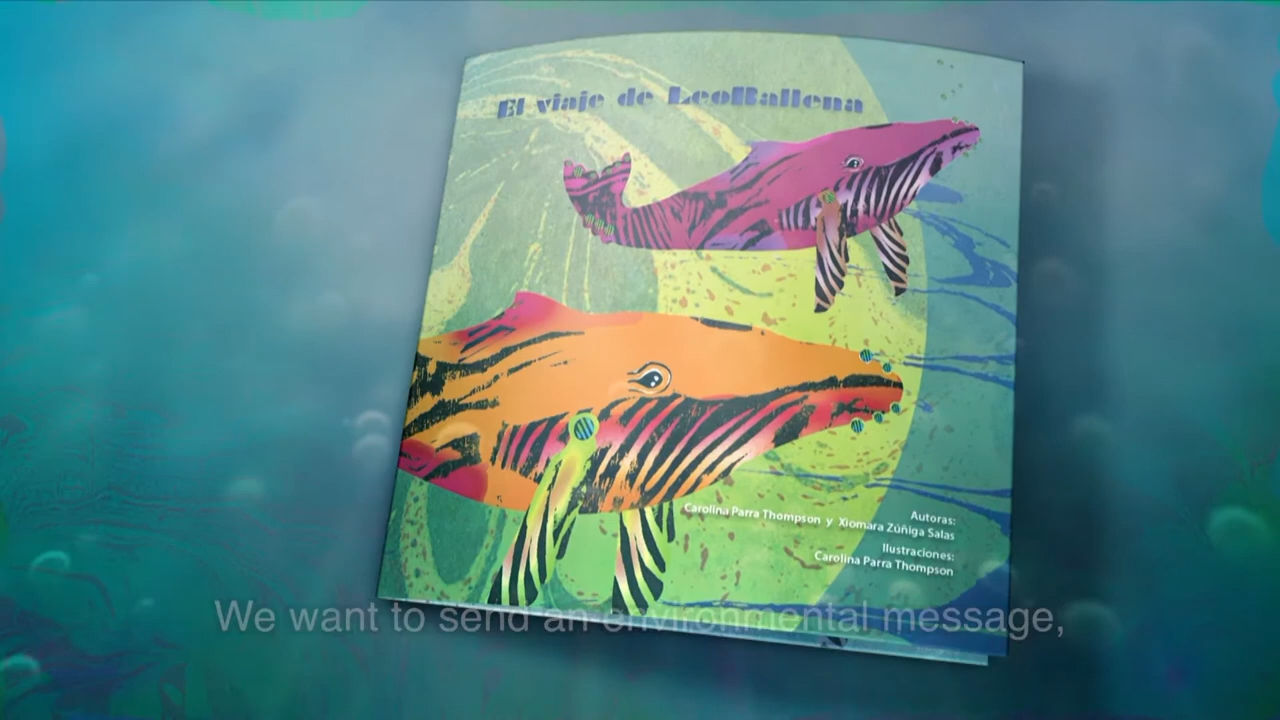 El viaje de LeoBallena
Autoras:
Carolina Parra Thompson y Xiomara Zúñiga Salas
Ilustraciones:
Carolina Parra Thompson
We want to send an environmental message,